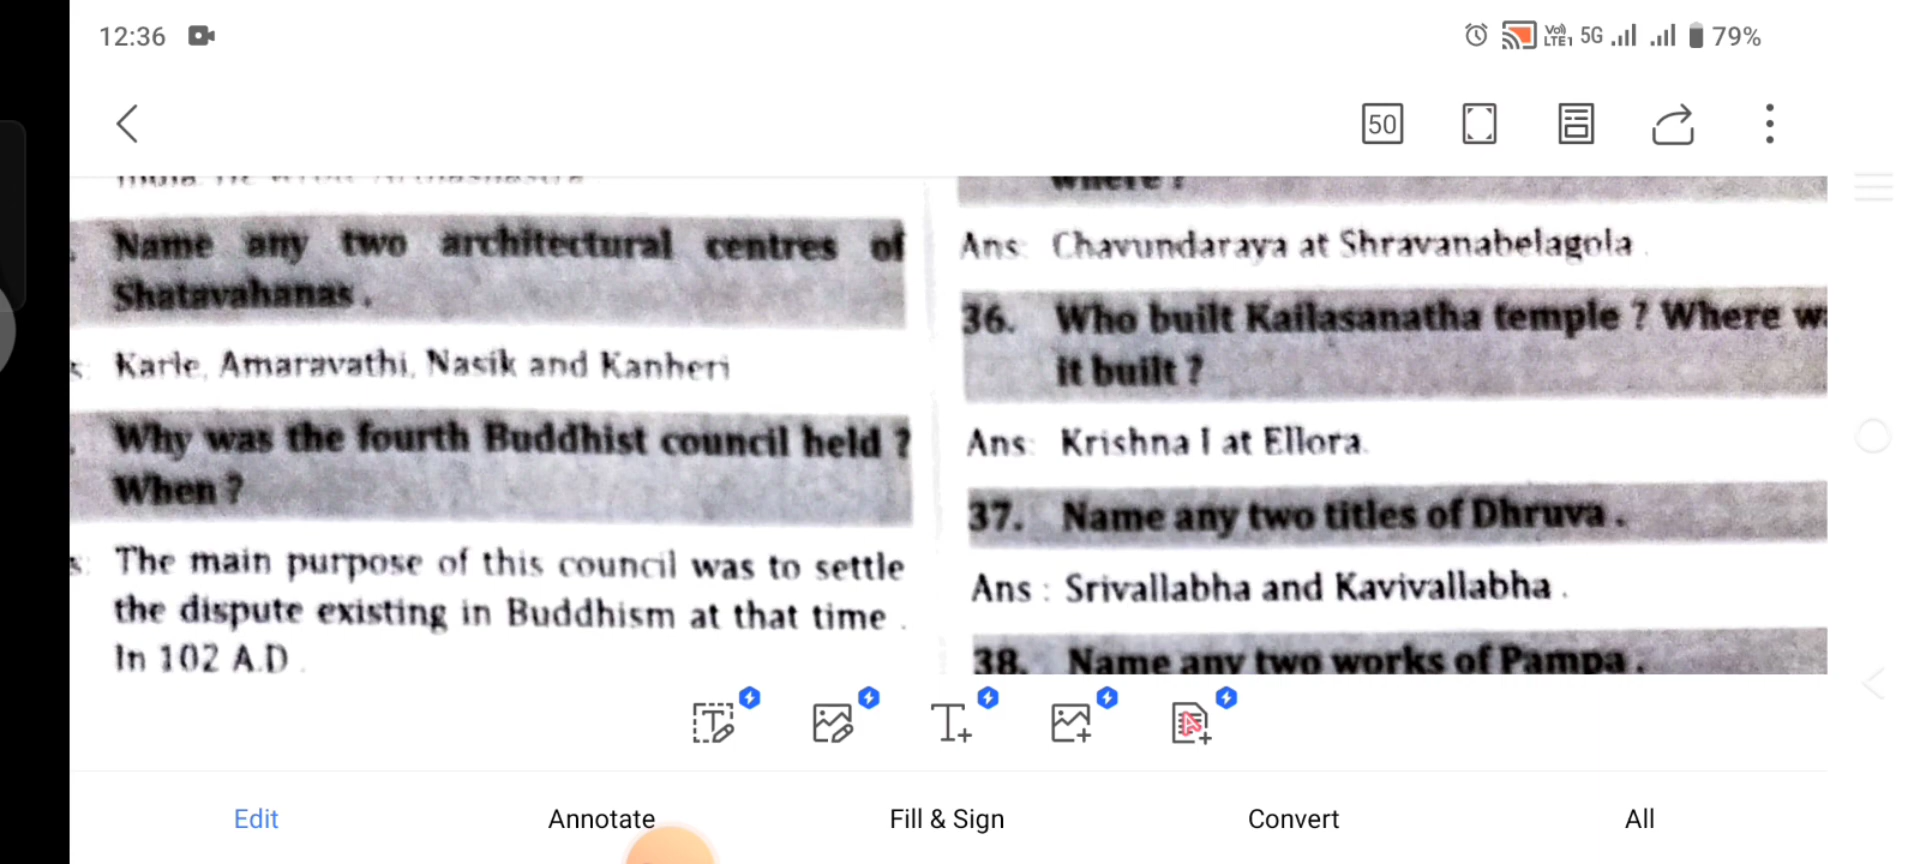 12:36
Vo) LTE1 5G 79%
50
Name any two architectural centres of
Shatavahanas .
Karle, Amaravathi, Nasik and Kanheri
Why was the fourth Buddhist council held ?
When ?
The main purpose of this council was to settle
the dispute existing in Buddhism at that time .
In 102 A.D .
where ?
Ans: Chavundaraya at Shravanabelagola .
36. Who built Kailasanatha temple ? Where
it built ?
Ans: Krishna I at Ellora.
37. Name any two titles of Dhruva .
Ans : Srivallabha and Kavivallabha .
38. Name any two works of Pampa .
Edit Annotate Fill & Sign Convert All